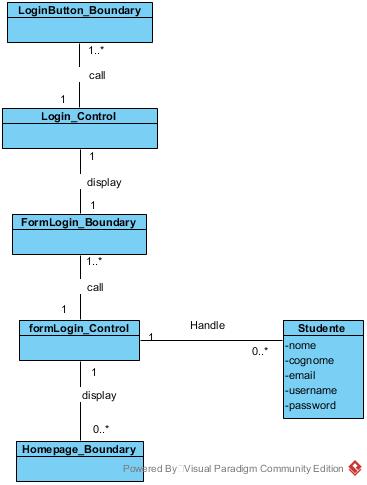 LoginButton_Boundary
1..*
call
1
Login_Control
1
display
1
FormLogin_Boundary
1..*
call
1
formLogin_Control
1
Handle
0..*
Studente
-nome
-cognome
-email
-username
-password
1
display
0..*
Homepage_Boundary
Powered By Visual Paradigm Community Edition